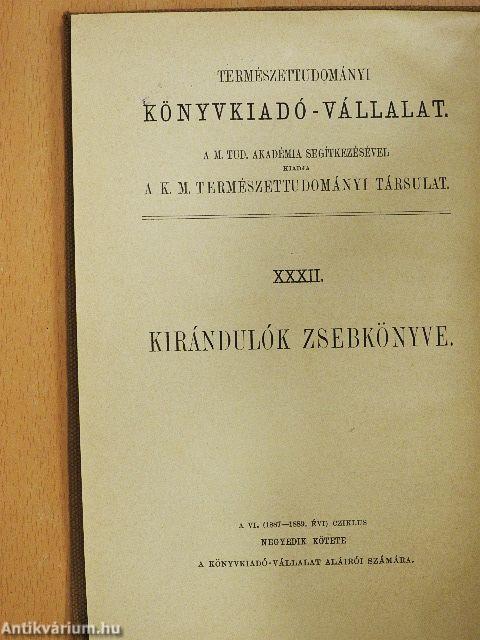 TERMÉSZETTUDOMÁNYI
KÖNYVKIADÓ-VÁLLALAT.
A M. TUD. AKADÉMIA SEGÍTKEZÉSÉVEL
KIADJA
A K. M. TERMÉSZETTUDOMÁNYI TÁRSULAT.
XXXII.
KIRÁNDULÓK ZSEBKÖNYVE.
A VI. (1887—1889. ÉVI) CZIKLUS
NEGYEDIK KÖTETE
A KÖNYVKIADÓ-VÁLLALAT ALÁIRÓI SZÁMÁRA.
Antikvárium.hu